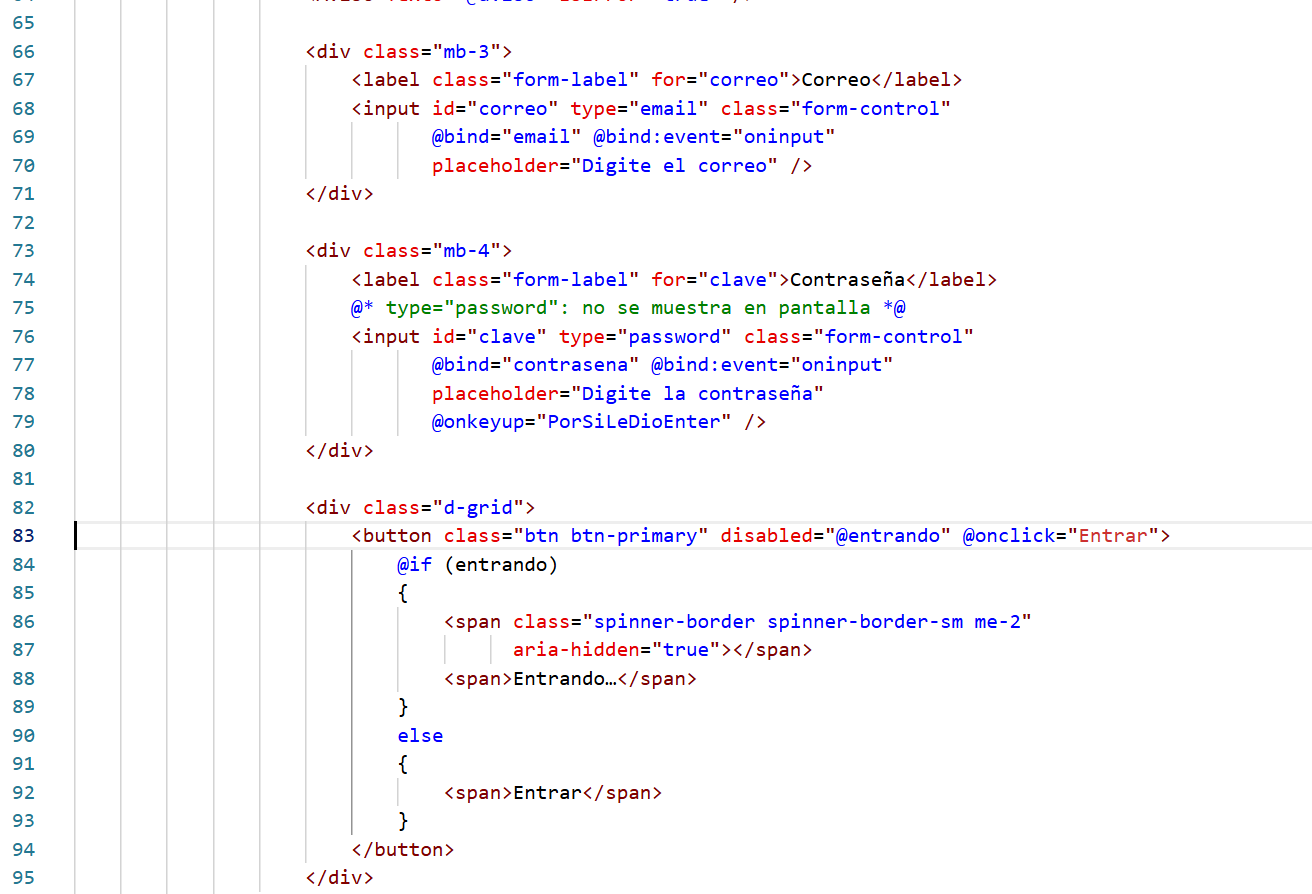 65
66 <div class="mb-3">
67 <label class="form-label" for="correo">Correo</label>
68 <input id="correo" type="email" class="form-control"
69 @bind="email" @bind:event="oninput"
70 placeholder="Digite el correo" />
71 </div>
72
73 <div class="mb-4">
74 <label class="form-label" for="clave">Contraseña</label>
75 @* type="password": no se muestra en pantalla *@
76 <input id="clave" type="password" class="form-control"
77 @bind="contrasena" @bind:event="oninput"
78 placeholder="Digite la contraseña"
79 @onkeyup="PorSiLeDioEnter" />
80 </div>
81
82 <div class="d-grid">
83 <button class="btn btn-primary" disabled="@entrando" @onclick="Entrar">
84 @if (entrando)
85 {
86 <span class="spinner-border spinner-border-sm me-2"
87 aria-hidden="true"></span>
88 <span>Entrando…</span>
89 }
90 else
91 {
92 <span>Entrar</span>
93 }
94 </button>
95 </div>